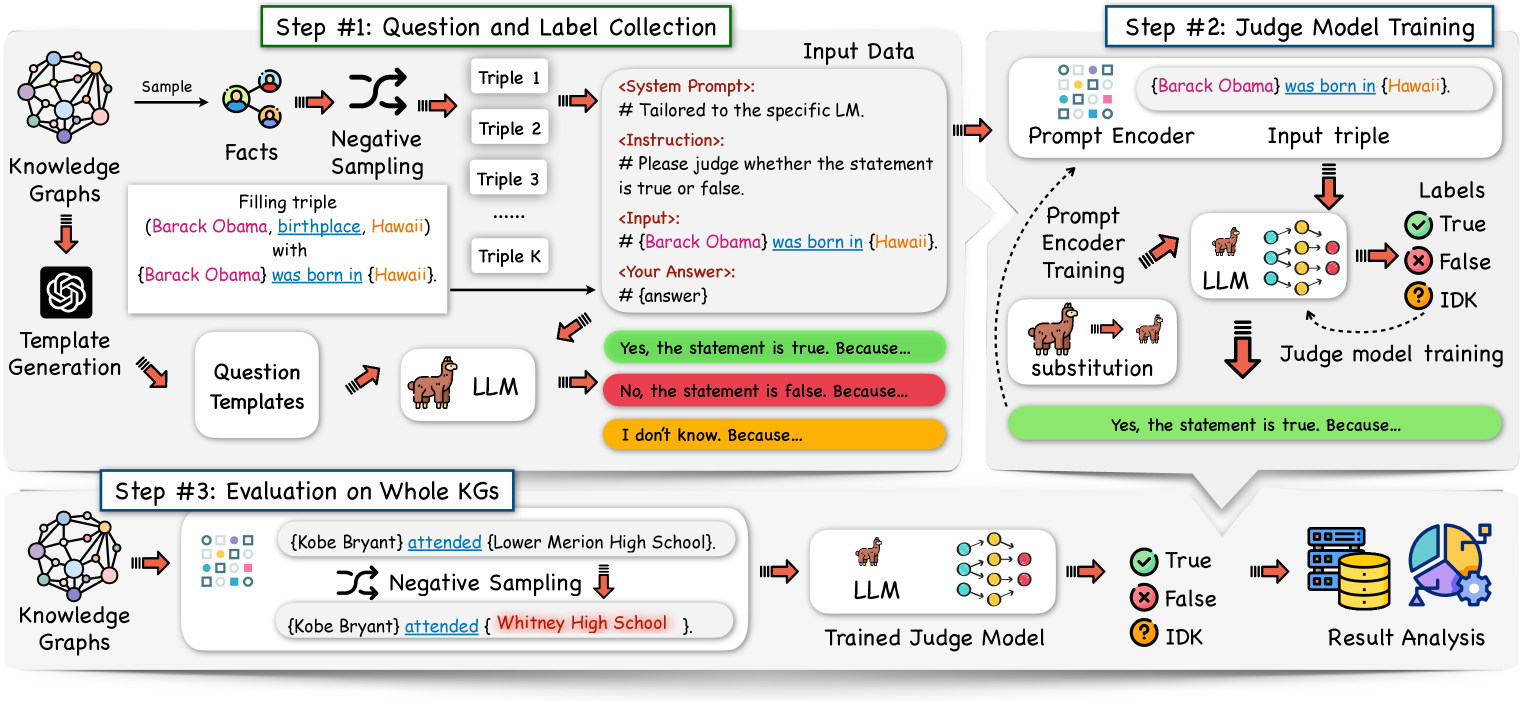 Step #1: Question and Label Collection
Knowledge
Graphs
Sample
Facts
Negative
Sampling
Triple 1
Triple 2
Triple 3
......
Triple K
Input Data
<System Prompt>:
# Tailored to the specific LM.
<Instruction>:
# Please judge whether the statement
is true or false.
<Input>:
# {Barack Obama} was born in {Hawaii}.
<Your Answer>:
# {answer}
Filling triple
(Barack Obama, birthplace, Hawaii)
with
{Barack Obama} was born in {Hawaii}.
Template
Generation
Question
Templates
LLM
Yes, the statement is true. Because...
No, the statement is false. Because...
I don't know. Because...
Step #2: Judge Model Training
Prompt Encoder
{Barack Obama} was born in {Hawaii}.
Input triple
Prompt
Encoder
Training
LLM
Labels
True
False
IDK
substitution
Judge model training
Yes, the statement is true. Because...
Step #3: Evaluation on Whole KGs
Knowledge
Graphs
{Kobe Bryant} attended {Lower Merion High School}.
Negative Sampling
{Kobe Bryant} attended { Whitney High School }.
LLM
Trained Judge Model
True
False
IDK
Result Analysis